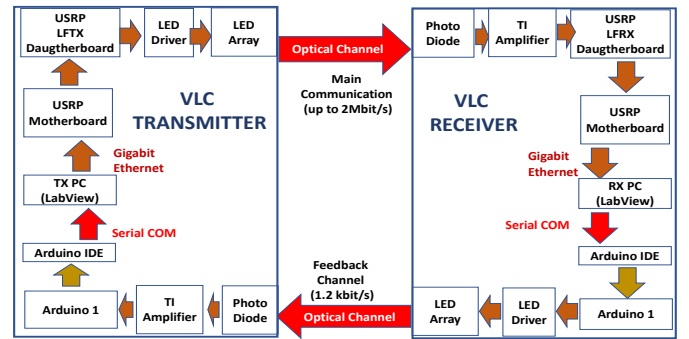 USRP
LFTX
Daugtherboard
LED
Driver
LED
Array
Optical Channel
Photo
Diode
TI
Amplifier
USRP
LFRX
Daugtherboard
Main
Communication
(up to 2Mbit/s)
USRP
Motherboard
VLC
TRANSMITTER
VLC
RECEIVER
USRP
Motherboard
Gigabit
Ethernet
Gigabit
Ethernet
TX PC
(LabView)
RX PC
(LabView)
Serial COM
Serial COM
Arduino IDE
Arduino IDE
Feedback
Channel
(1.2 kbit/s)
Arduino 1
TI
Amplifier
Photo
Diode
Optical Channel
LED
Array
LED
Driver
Arduino 1